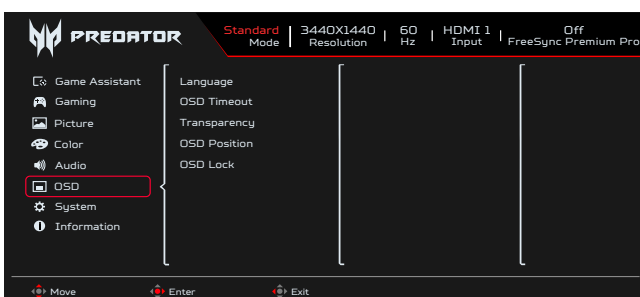 PREDATOR
Standard Mode 3440X1440 Resolution 60 Hz HDMI 1 Input Off FreeSync Premium Pro
Game Assistant
Gaming
Picture
Color
Audio
OSD
System
Information
Language
OSD Timeout
Transparency
OSD Position
OSD Lock
Move Enter Exit